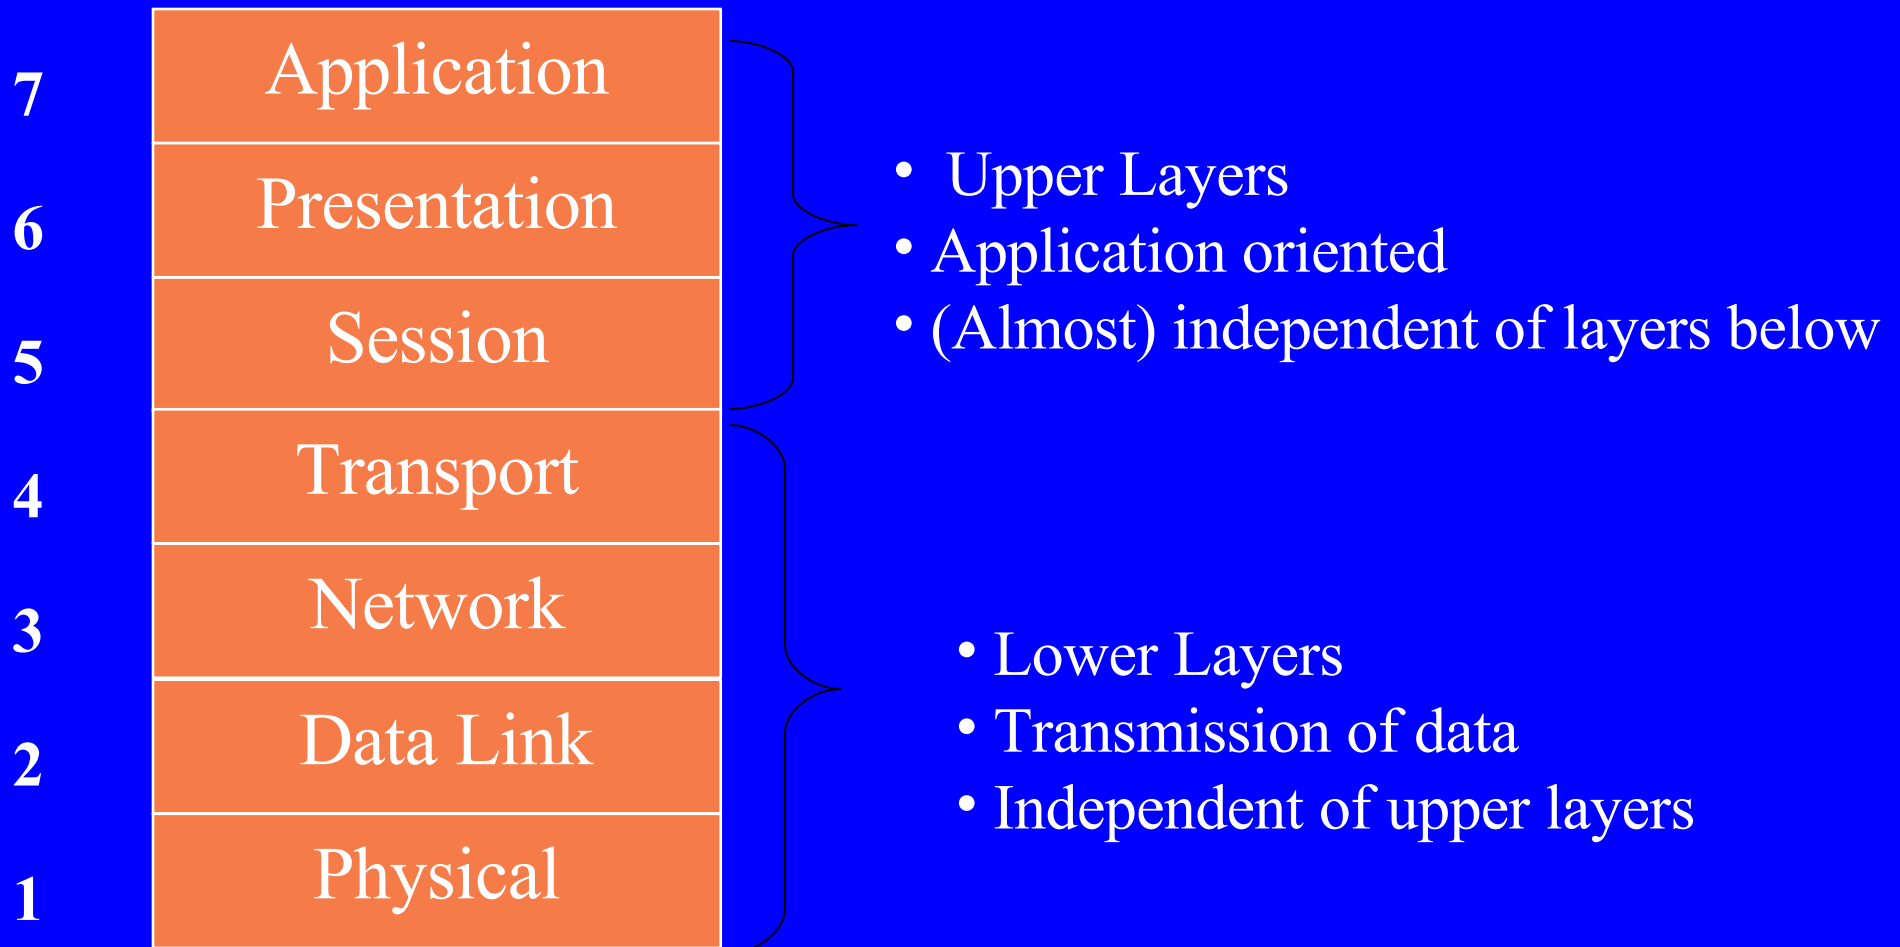 7 Application
6 Presentation
5 Session
4 Transport
3 Network
2 Data Link
1 Physical
• Upper Layers
• Application oriented
• (Almost) independent of layers below
• Lower Layers
• Transmission of data
• Independent of upper layers